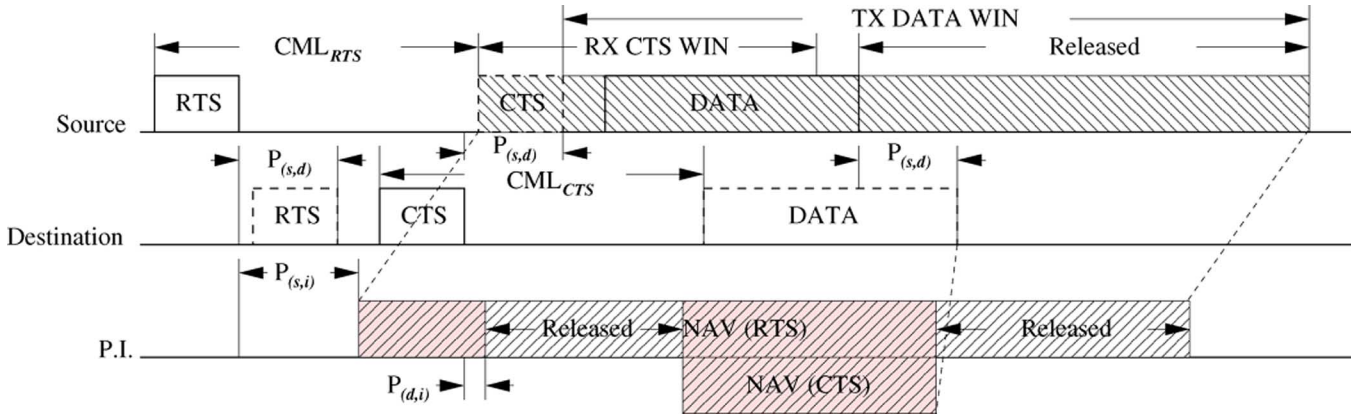 TX DATA WIN
CML_RTS RX CTS WIN Released
RTS CTS DATA
Source
P_(s,d) P_(s,d) P_(s,d)
CML_CTS
RTS CTS DATA
Destination
P_(s,i)
Released NAV (RTS) Released
P.I.
P_(d,i) NAV (CTS)